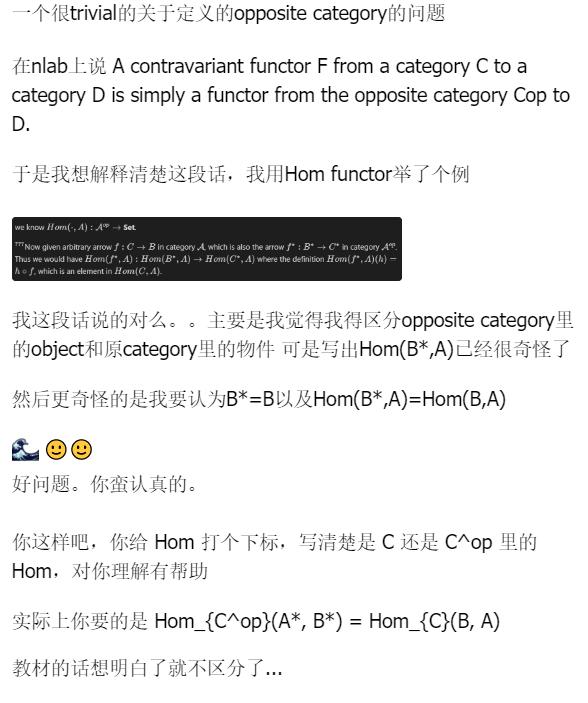 一个很trivial的关于定义的opposite category的问题
在nlab上说 A contravariant functor F from a category C to a
category D is simply a functor from the opposite category Cop to
D.
于是我想解释清楚这段话，我用Hom functor举了个例
we know Hom(·, A) : 𝒜ᵒᵖ → Set.
???Now given arbitrary arrow f : C → B in category 𝒜, which is also the arrow f* : B* → C* in category 𝒜ᵒᵖ.
Thus we would have Hom(f*, A) : Hom(B*, A) → Hom(C*, A) where the definition Hom(f*, A)(h) =
h ∘ f, which is an element in Hom(C, A).
我这段话说的对么。。主要是我觉得我得区分opposite category里
的object和原category里的物件 可是写出Hom(B*,A)已经很奇怪了
然后更奇怪的是我要认为B*=B以及Hom(B*,A)=Hom(B,A)
好问题。你蛮认真的。
你这样吧，你给 Hom 打个下标，写清楚是 C 还是 C^op 里的
Hom，对你理解有帮助
实际上你要的是 Hom_{C^op}(A*, B*) = Hom_{C}(B, A)
教材的话想明白了就不区分了...